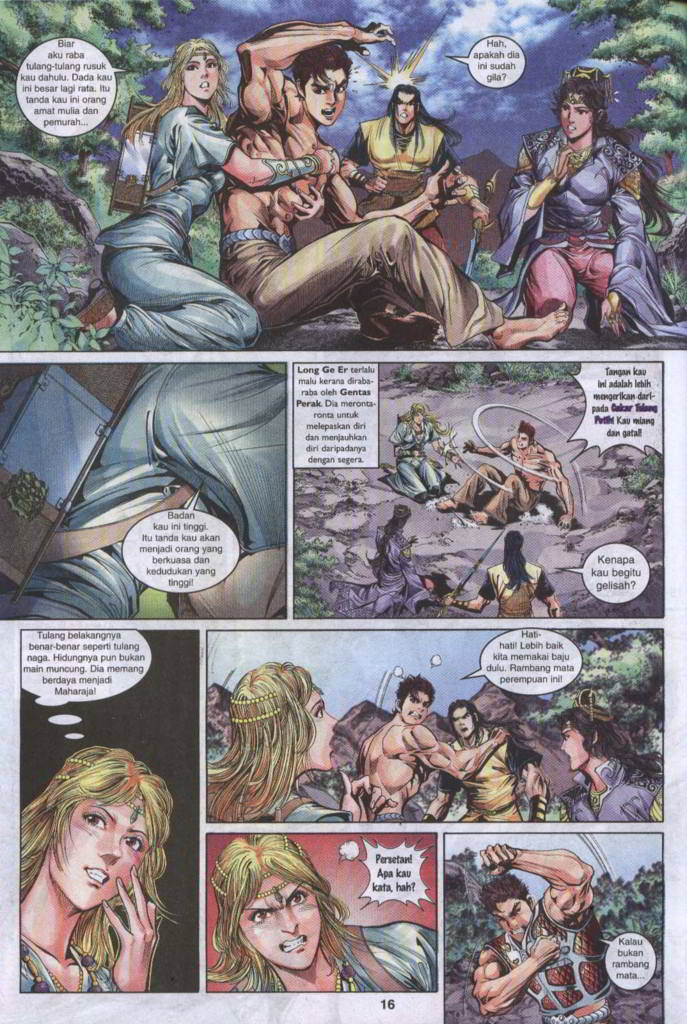 Biar
aku raba
tulang-tulang rusuk
kau dahulu. Dada kau
ini besar lagi rata. Itu
tanda kau ini orang
amat mulia dan
pemurah...
Hah,
apakah dia
ini sudah
gila?
Badan
kau ini tinggi.
Itu tanda kau akan
menjadi orang yang
berkuasa dan
kedudukan yang
tinggi!
Long Ge Er terlalu
malu kerana diraba-
raba oleh Gentas
Perak. Dia meronta-
ronta untuk
melepaskan diri
dan menjauhkan
diri daripadanya
dengan segera.
Tangan kau
ini adalah lebih
mengerikan dari-
pada Cakar Tulang
Putih! Kau miang
dan gatal!
Kenapa
kau begitu
gelisah?
Tulang belakangnya
benar-benar seperti tulang
naga. Hidungnya pun bukan
main muncung. Dia memang
berdaya menjadi
Maharaja!
Hati-
hati! Lebih baik
kita memakai baju
dulu. Rambang mata
perempuan ini!
Persetan!
Apa kau
kata, hah?
Kalau
bukan
rambang
mata...
16